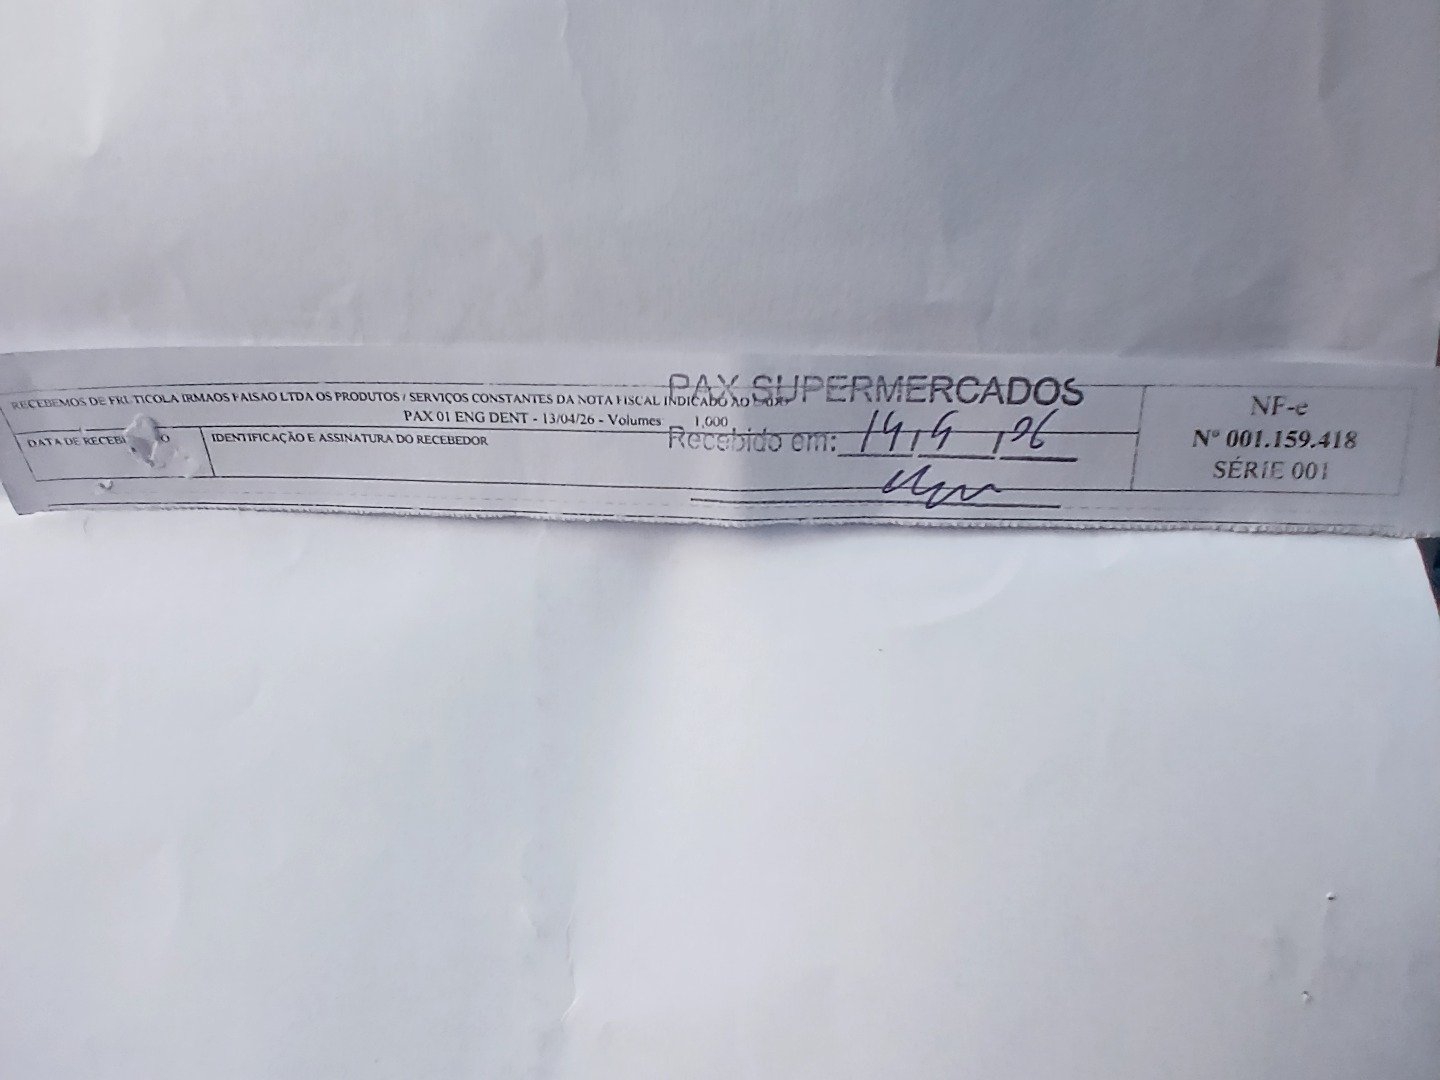 PAX SUPERMERCADOS
RECEBEMOS DE FRUTICOLA IRMAOS FAISAO LTDA OS PRODUTOS / SERVIÇOS CONSTANTES DA NOTA FISCAL INDICADO AO
PAX 01 ENG DENT - 13/04/26 - Volumes 1,000
Recebido em: 14, 4, 26
DATA DE RECEBI O
IDENTIFICAÇÃO E ASSINATURA DO RECEBEDOR
NF-e
Nº 001.159.418
SÉRIE 001